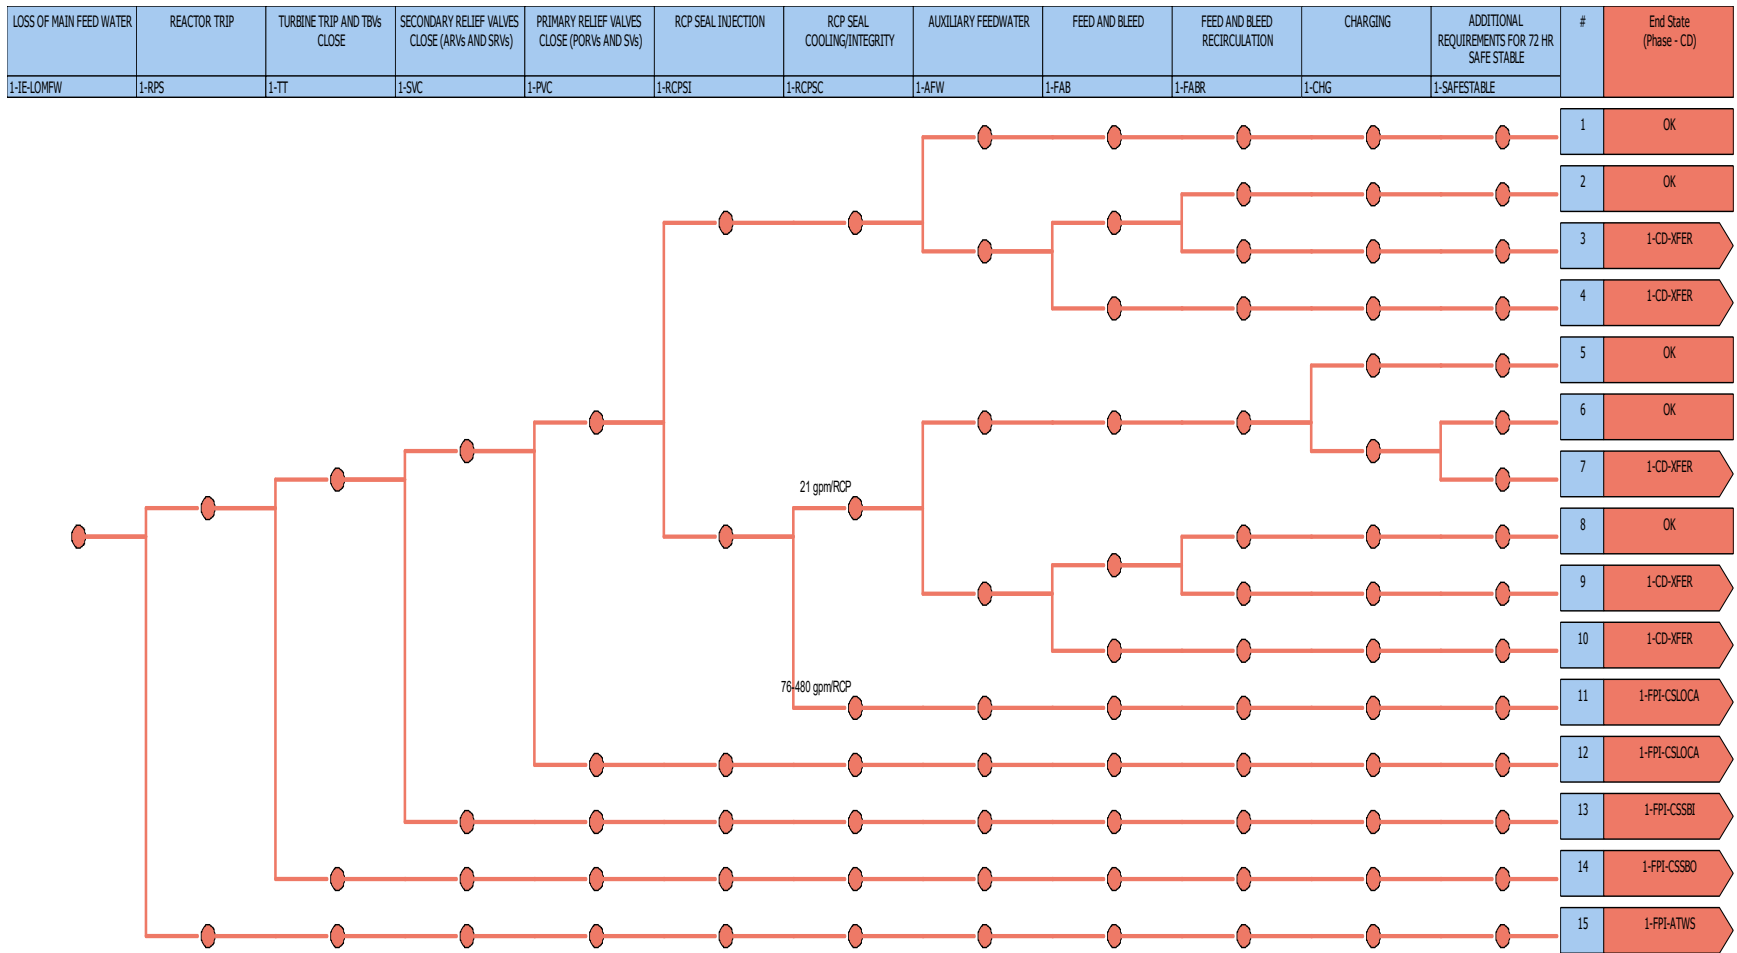 LOSS OF MAIN FEED WATER
REACTOR TRIP
TURBINE TRIP AND TBVs
CLOSE
SECONDARY RELIEF VALVES
CLOSE (ARVs AND SRVs)
PRIMARY RELIEF VALVES
CLOSE (PORVs AND SVs)
RCP SEAL INJECTION
RCP SEAL
COOLING/INTEGRITY
AUXILIARY FEEDWATER
FEED AND BLEED
FEED AND BLEED
RECIRCULATION
CHARGING
ADDITIONAL
REQUIREMENTS FOR 72 HR
SAFE STABLE
#
End State
(Phase - CD)
1-IE-LOMFW
1-RPS
1-TT
1-SVC
1-PVC
1-RCPSI
1-RCPSC
1-AFW
1-FAB
1-FABR
1-CHG
1-SAFESTABLE
1
OK
2
OK
3
1-CD-XFER
4
1-CD-XFER
5
OK
6
OK
7
1-CD-XFER
21 gpm/RCP
8
OK
9
1-CD-XFER
10
1-CD-XFER
76-480 gpm/RCP
11
1-FPI-CSLOCA
12
1-FPI-CSLOCA
13
1-FPI-CSSBI
14
1-FPI-CSSBO
15
1-FPI-ATWS